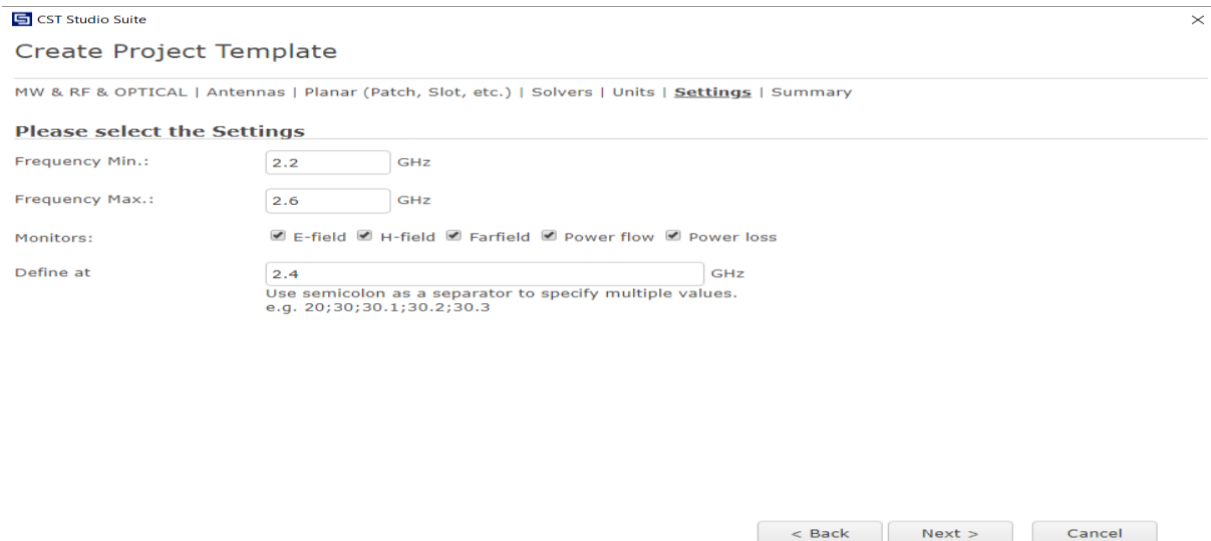 CST Studio Suite
Create Project Template
MW & RF & OPTICAL | Antennas | Planar (Patch, Slot, etc.) | Solvers | Units | Settings | Summary
Please select the Settings
Frequency Min.: 2.2 GHz
Frequency Max.: 2.6 GHz
Monitors: E-field H-field Farfield Power flow Power loss
Define at 2.4 GHz
Use semicolon as a separator to specify multiple values.
e.g. 20;30;30.1;30.2;30.3
< Back Next > Cancel